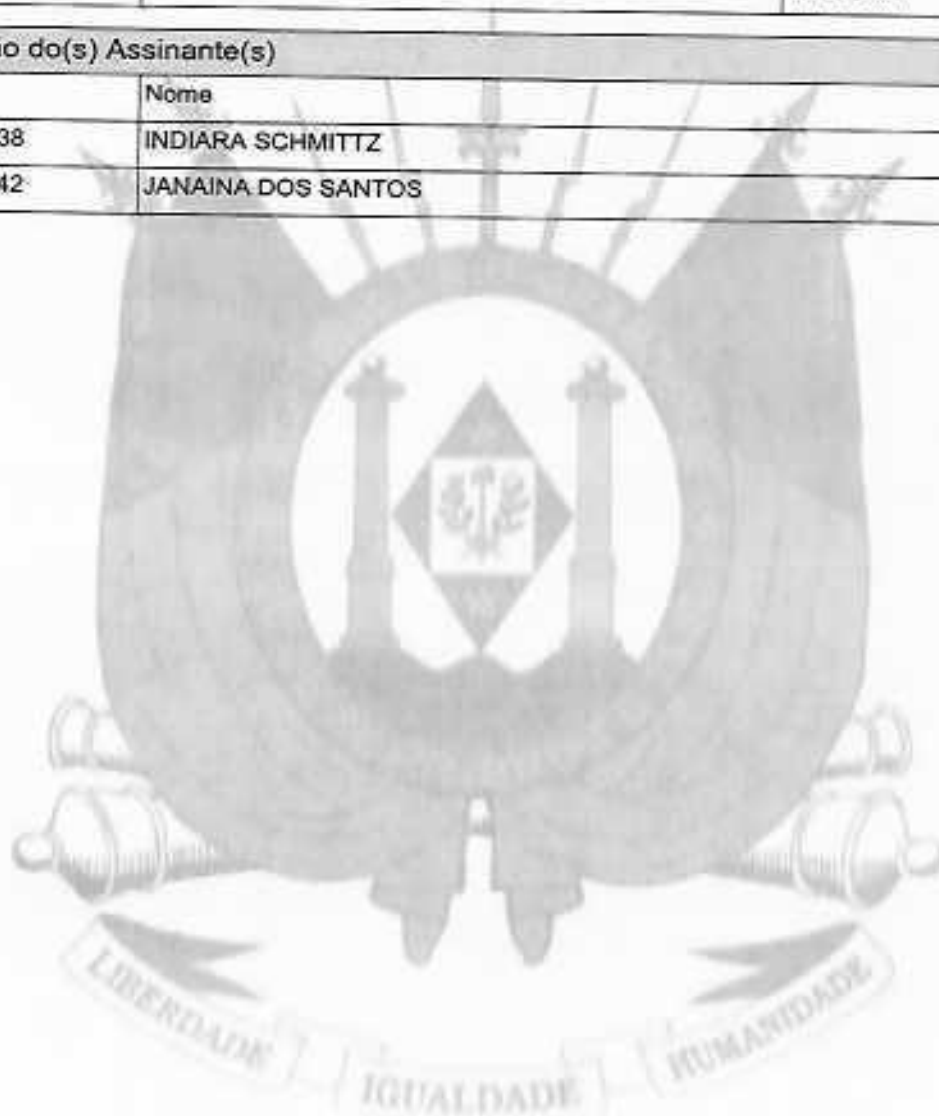 o do(s) Assinante(s)
Nome
38 INDIARA SCHMITTZ
42 JANAINA DOS SANTOS
LIBERDADE IGUALDADE HUMANIDADE